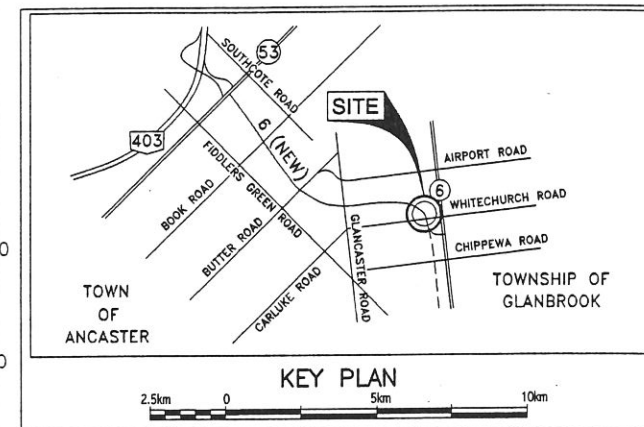 53
SOUTHCOTE ROAD
SITE
403
6 (NEW)
AIRPORT ROAD
FIDDLERS GREEN ROAD
6
BOOK ROAD
WHITECHURCH ROAD
BUTTER ROAD
GLANCASTER ROAD
CHIPPEWA ROAD
CARLUKE ROAD
TOWN
OF
ANCASTER
TOWNSHIP OF
GLANBROOK
0
0
KEY PLAN
2.5km 0 5km 10km